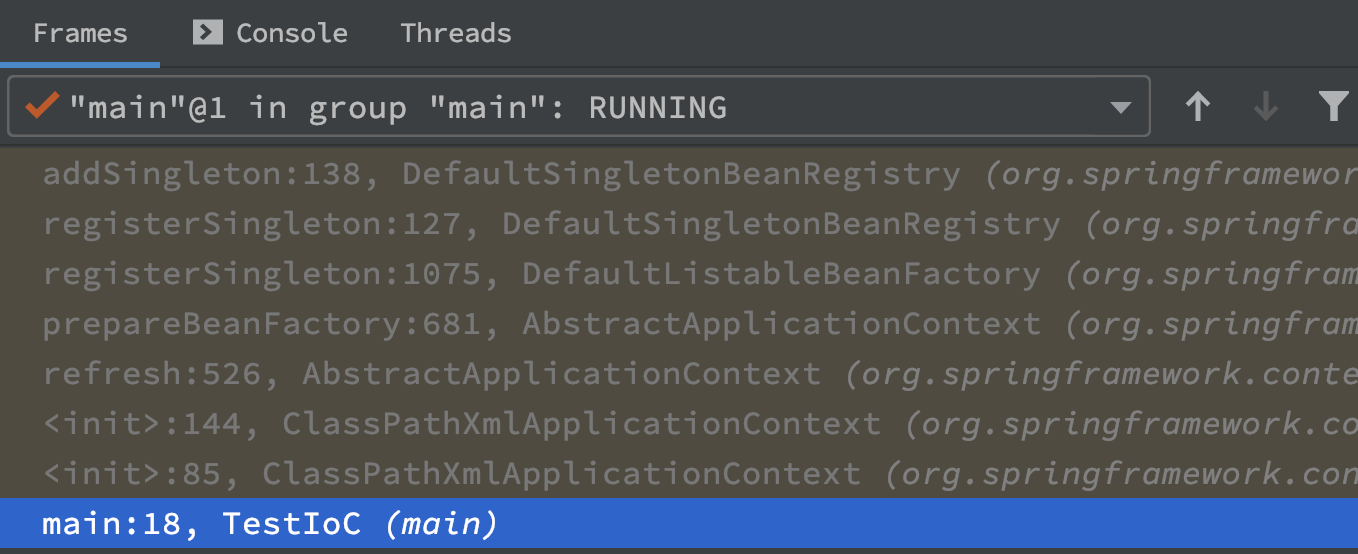 Frames Console Threads
"main"@1 in group "main": RUNNING
addSingleton:138, DefaultSingletonBeanRegistry (org.springframewor
registerSingleton:127, DefaultSingletonBeanRegistry (org.springfra
registerSingleton:1075, DefaultListableBeanFactory (org.springfram
prepareBeanFactory:681, AbstractApplicationContext (org.springfram
refresh:526, AbstractApplicationContext (org.springframework.conte
<init>:144, ClassPathXmlApplicationContext (org.springframework.co
<init>:85, ClassPathXmlApplicationContext (org.springframework.con
main:18, TestIoC (main)